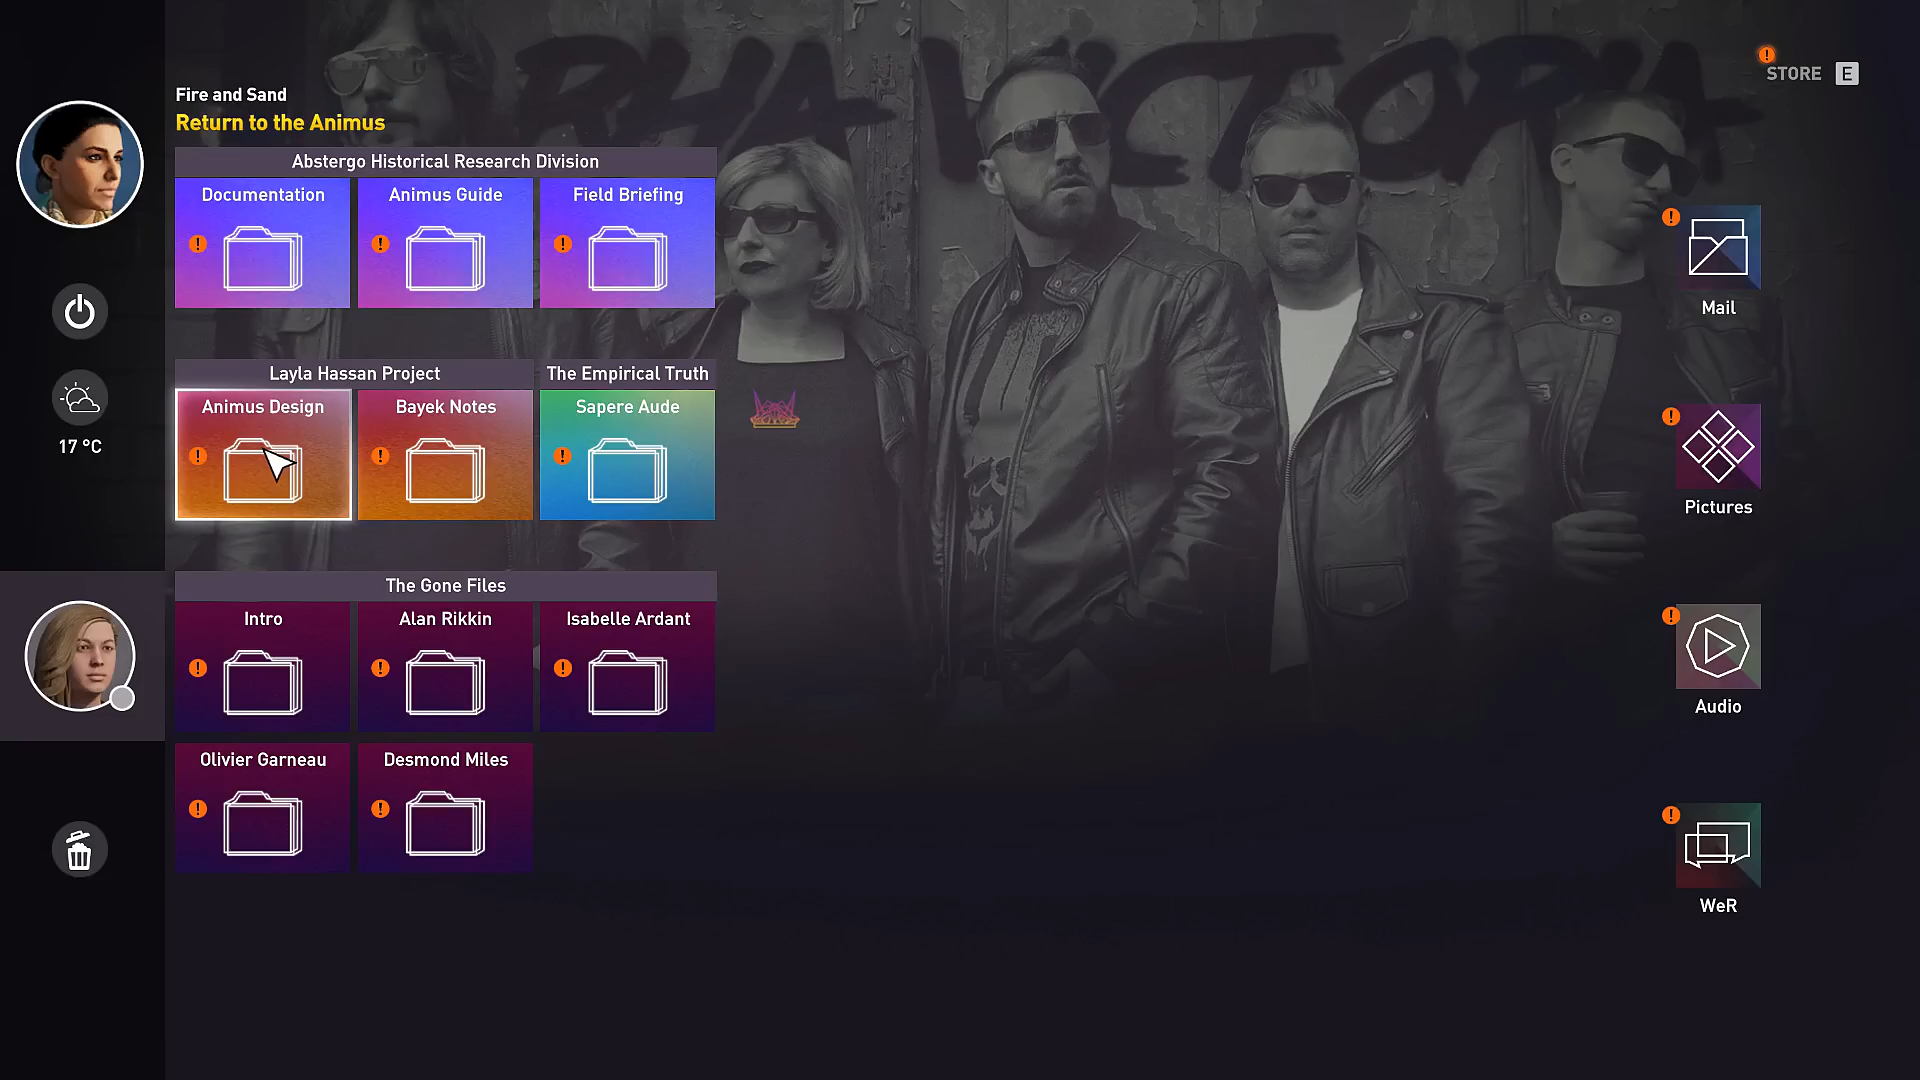 RHA VICTORIA
STORE E
Fire and Sand
Return to the Animus
Abstergo Historical Research Division
Documentation
Animus Guide
Field Briefing
Mail
17 °C
Layla Hassan Project
The Empirical Truth
Animus Design
Bayek Notes
Sapere Aude
Pictures
The Gone Files
Intro
Alan Rikkin
Isabelle Ardant
Audio
Olivier Garneau
Desmond Miles
WeR